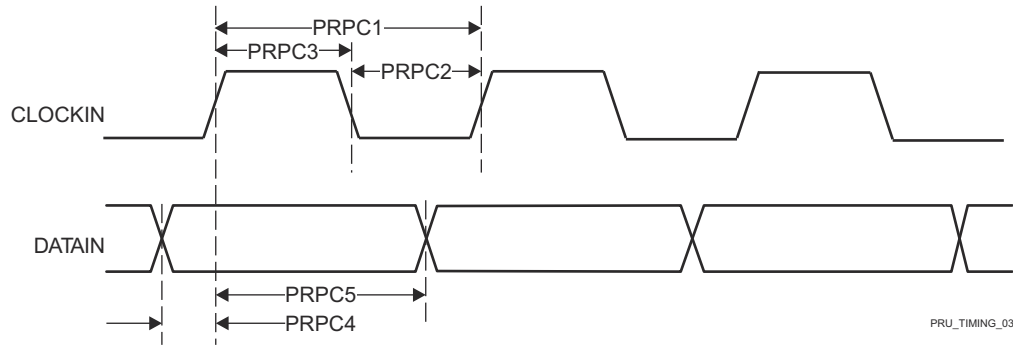 PRPC1
PRPC3
PRPC2
CLOCKIN
DATAIN
PRPC5
PRPC4
PRU_TIMING_03